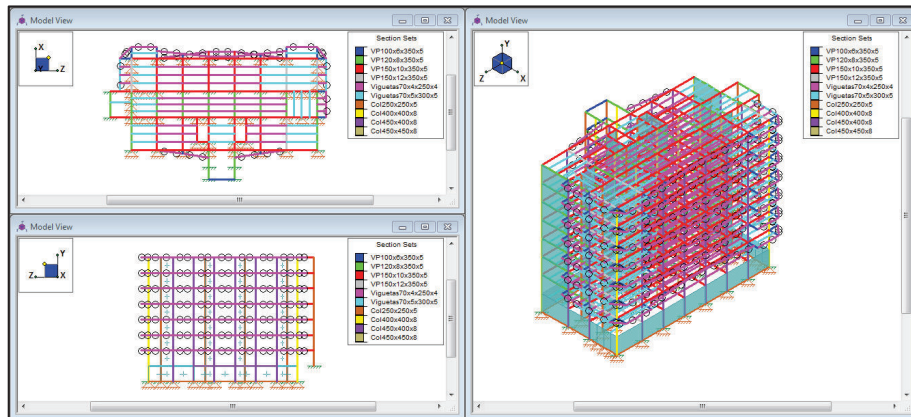 Model View
X
Y
Z
Section Sets
VP100x6x350x5
VP120x8x350x5
VP150x10x350x5
VP150x12x350x5
Viguetas70x4x250x4
Viguetas70x5x300x5
Col250x250x5
Col400x400x8
Col450x400x8
Col450x450x8
Model View
Y
Z
X
Section Sets
VP100x6x350x5
VP120x8x350x5
VP150x10x350x5
VP150x12x350x5
Viguetas70x4x250x4
Viguetas70x5x300x5
Col250x250x5
Col400x400x8
Col450x400x8
Col450x450x8
Model View
Y
Z
X
Section Sets
VP100x6x350x5
VP120x8x350x5
VP150x10x350x5
VP150x12x350x5
Viguetas70x4x250x4
Viguetas70x5x300x5
Col250x250x5
Col400x400x8
Col450x400x8
Col450x450x8